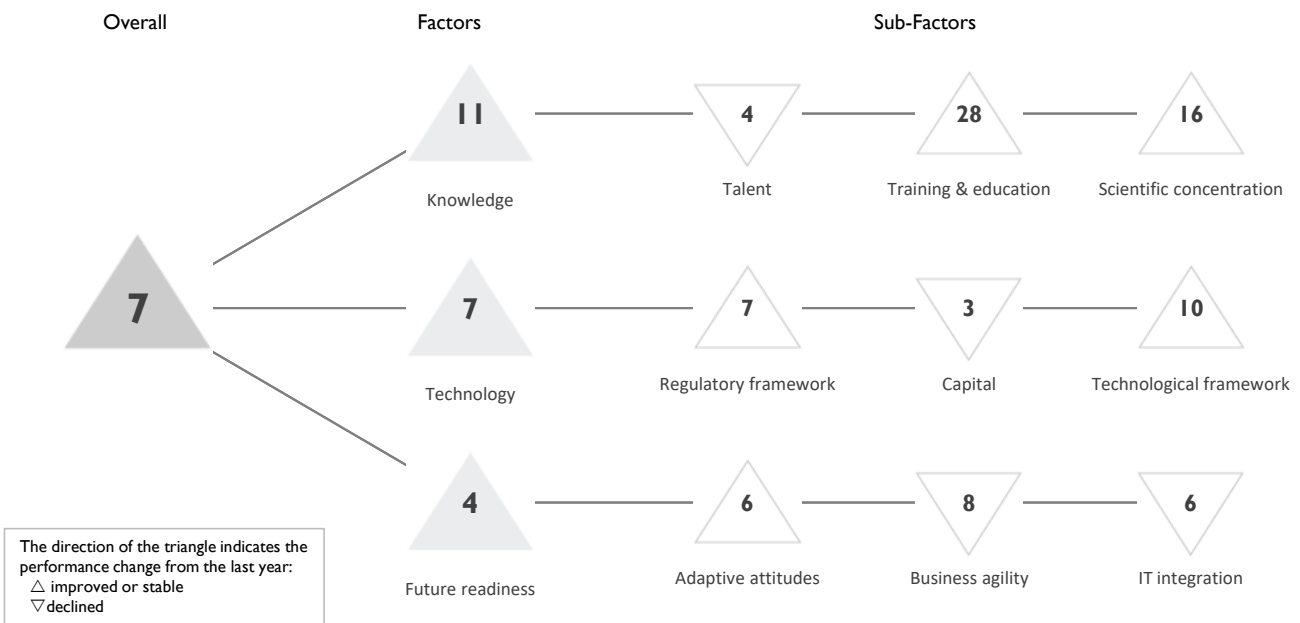 Overall Factors Sub-Factors
11 4 28 16
Knowledge Talent Training & education Scientific concentration
7 7 7 3 10
Technology Regulatory framework Capital Technological framework
4 6 8 6
Future readiness Adaptive attitudes Business agility IT integration
The direction of the triangle indicates the
performance change from the last year:
△ improved or stable
▽ declined